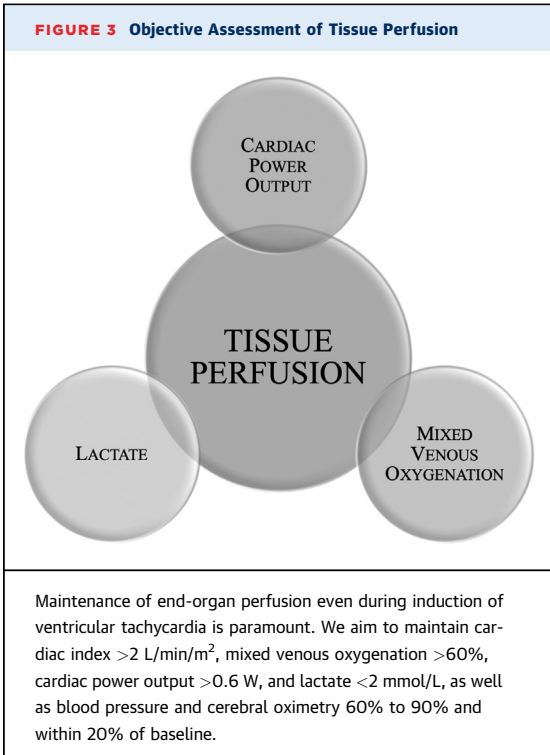 FIGURE 3 Objective Assessment of Tissue Perfusion
CARDIAC
POWER
OUTPUT
TISSUE
PERFUSION
LACTATE
MIXED
VENOUS
OXYGENATION
Maintenance of end-organ perfusion even during induction of
ventricular tachycardia is paramount. We aim to maintain car-
diac index >2 L/min/m², mixed venous oxygenation >60%,
cardiac power output >0.6 W, and lactate <2 mmol/L, as well
as blood pressure and cerebral oximetry 60% to 90% and
within 20% of baseline.